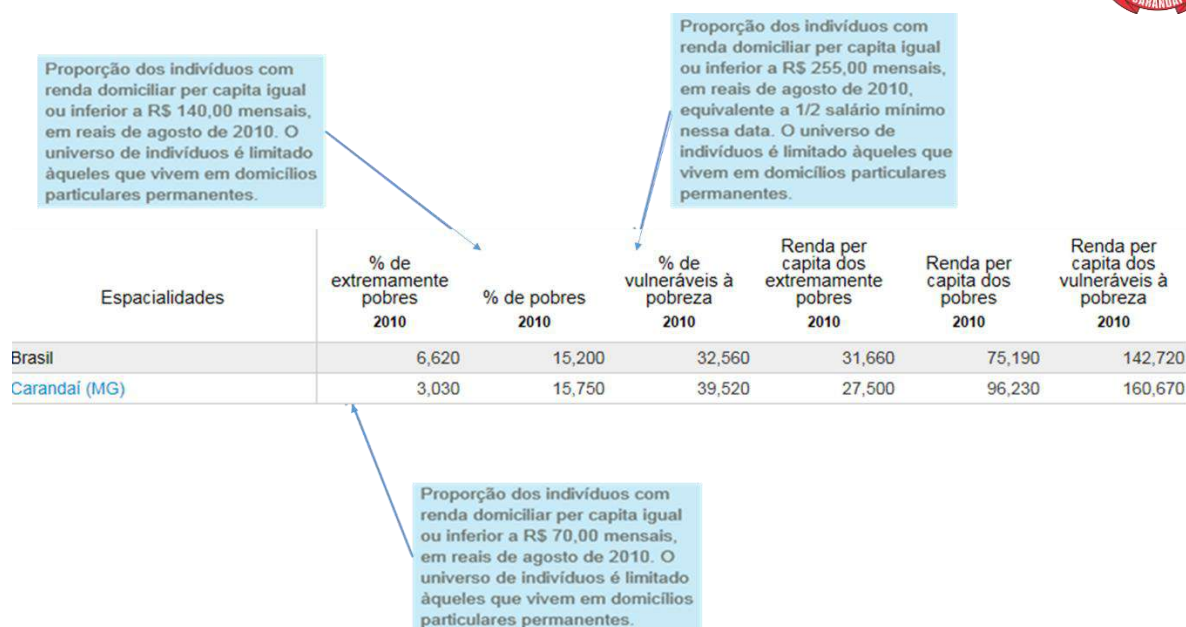 CARANDAÍ
Proporção dos indivíduos com
renda domiciliar per capita igual
ou inferior a R$ 140,00 mensais,
em reais de agosto de 2010. O
universo de indivíduos é limitado
àqueles que vivem em domicílios
particulares permanentes.
Proporção dos indivíduos com
renda domiciliar per capita igual
ou inferior a R$ 255,00 mensais,
em reais de agosto de 2010,
equivalente a 1/2 salário mínimo
nessa data. O universo de
indivíduos é limitado àqueles que
vivem em domicílios particulares
permanentes.
Espacialidades
% de
extremamente
pobres
2010
% de pobres
2010
% de
vulneráveis à
pobreza
2010
Renda per
capita dos
extremamente
pobres
2010
Renda per
capita dos
pobres
2010
Renda per
capita dos
vulneráveis à
pobreza
2010
Brasil 6,620 15,200 32,560 31,660 75,190 142,720
Carandaí (MG) 3,030 15,750 39,520 27,500 96,230 160,670
Proporção dos indivíduos com
renda domiciliar per capita igual
ou inferior a R$ 70,00 mensais,
em reais de agosto de 2010. O
universo de indivíduos é limitado
àqueles que vivem em domicílios
particulares permanentes.